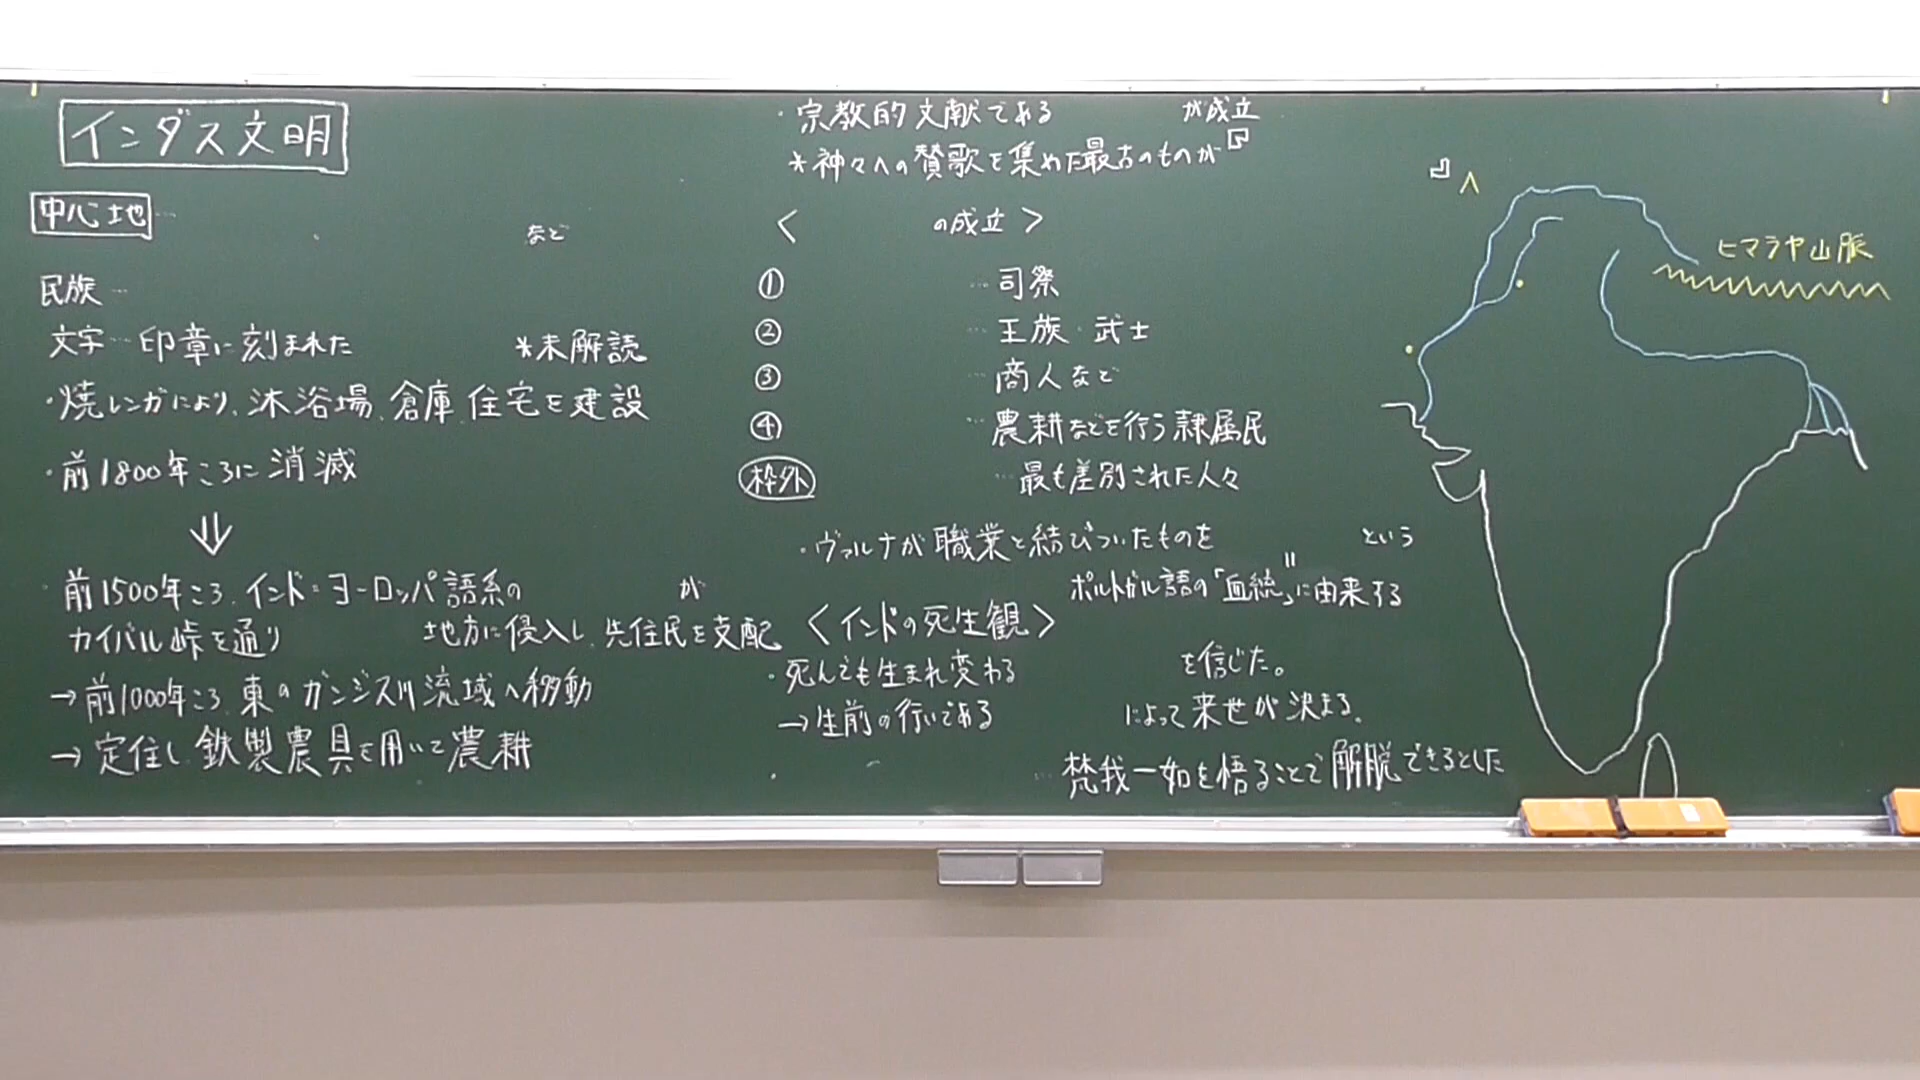 インダス文明
中心地… など
民族…
文字… 印章に刻まれた ※未解読
・焼レンガにより、沐浴場、倉庫、住宅を建設
・前1800年ころに消滅
⇓
・前1500年ころ、インド=ヨーロッパ語系の が
カイバル峠を通り 地方に侵入し、先住民を支配
→前1000年ころ、東のガンジス川流域へ移動
→定住し、鉄製農具を用いて農耕
・宗教的文献である が成立
※神々への賛歌を集めた最古のものが『
』
< の成立 >
① …司祭
② …王族・武士
③ …商人など
④ …農耕などを行う隷属民
枠外 …最も差別された人々
・ヴァルナが職業と結びついたものを という
ポルトガル語の「血統」に由来する
<インドの死生観>
・死んでも生まれ変わる を信じた。
→生前の行いである によって来世が決まる。
・ …梵我一如を悟ることで解脱できるとした
ヒマラヤ山脈